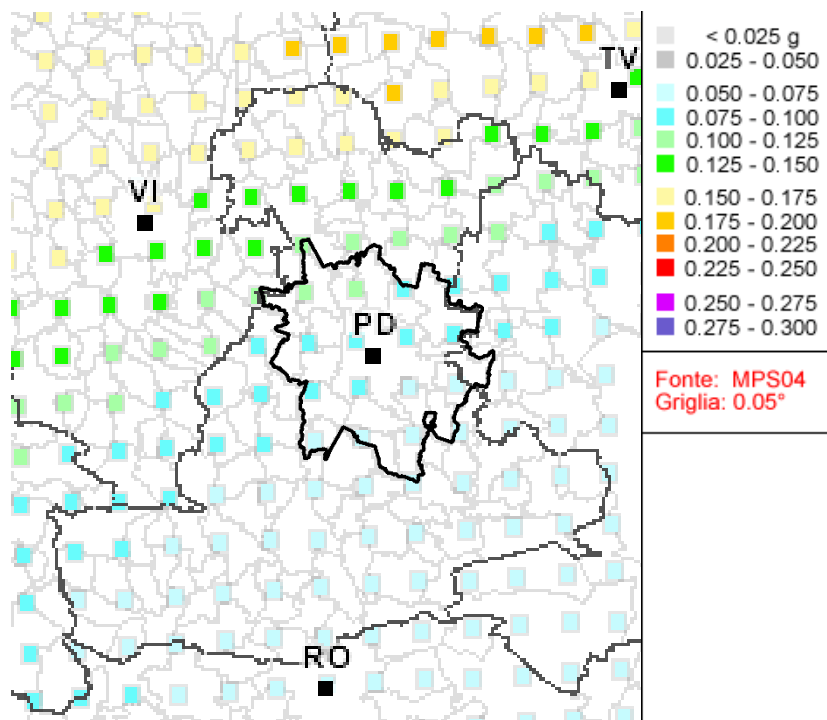 TV
VI
PD
RO
< 0.025 g
0.025 - 0.050
0.050 - 0.075
0.075 - 0.100
0.100 - 0.125
0.125 - 0.150
0.150 - 0.175
0.175 - 0.200
0.200 - 0.225
0.225 - 0.250
0.250 - 0.275
0.275 - 0.300
Fonte: MPS04
Griglia: 0.05°